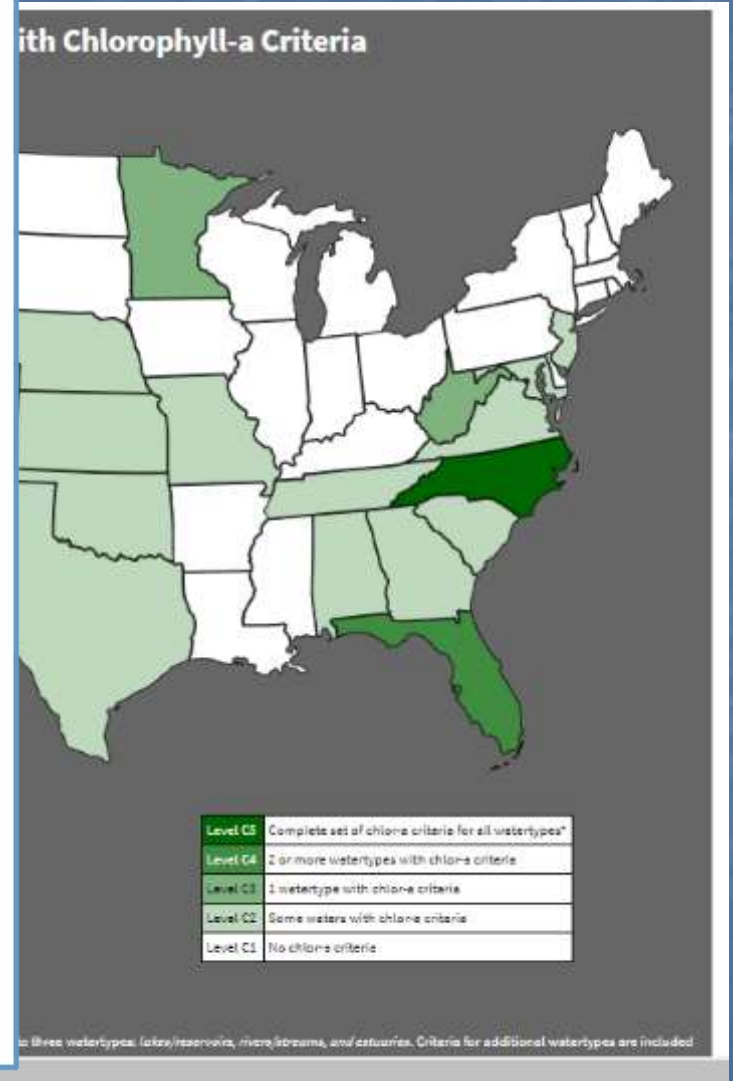 ith Chlorophyll-a Criteria
Level C5 Complete set of chlor-a criteria for all watertypes*
Level C4 2 or more watertypes with chlor-a criteria
Level C3 1 watertype with chlor-a criteria
Level C2 Some waters with chlor-a criteria
Level C1 No chlor-a criteria
three watertypes: lakes/reservoirs, rivers/streams, and estuaries. Criteria for additional watertypes are included